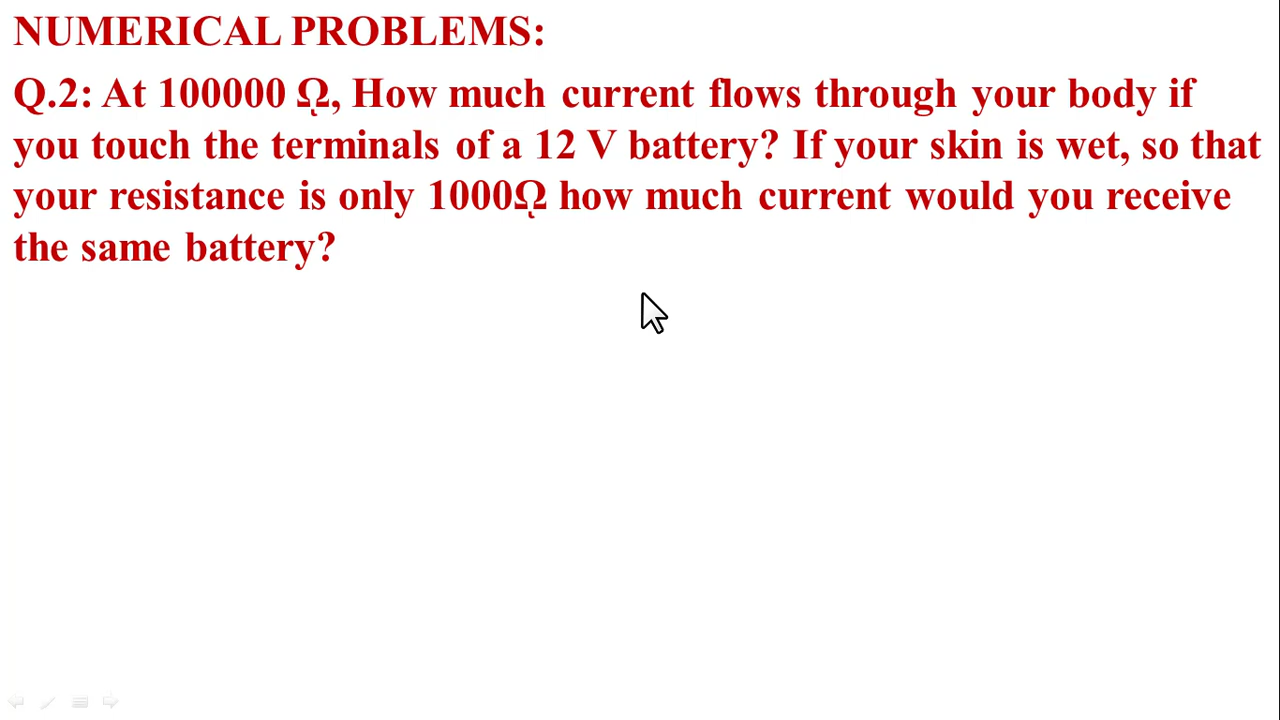 NUMERICAL PROBLEMS:
Q.2: At 100000 ᾨ, How much current flows through your body if
you touch the terminals of a 12 V battery? If your skin is wet, so that
your resistance is only 1000ᾨ how much current would you receive
the same battery?